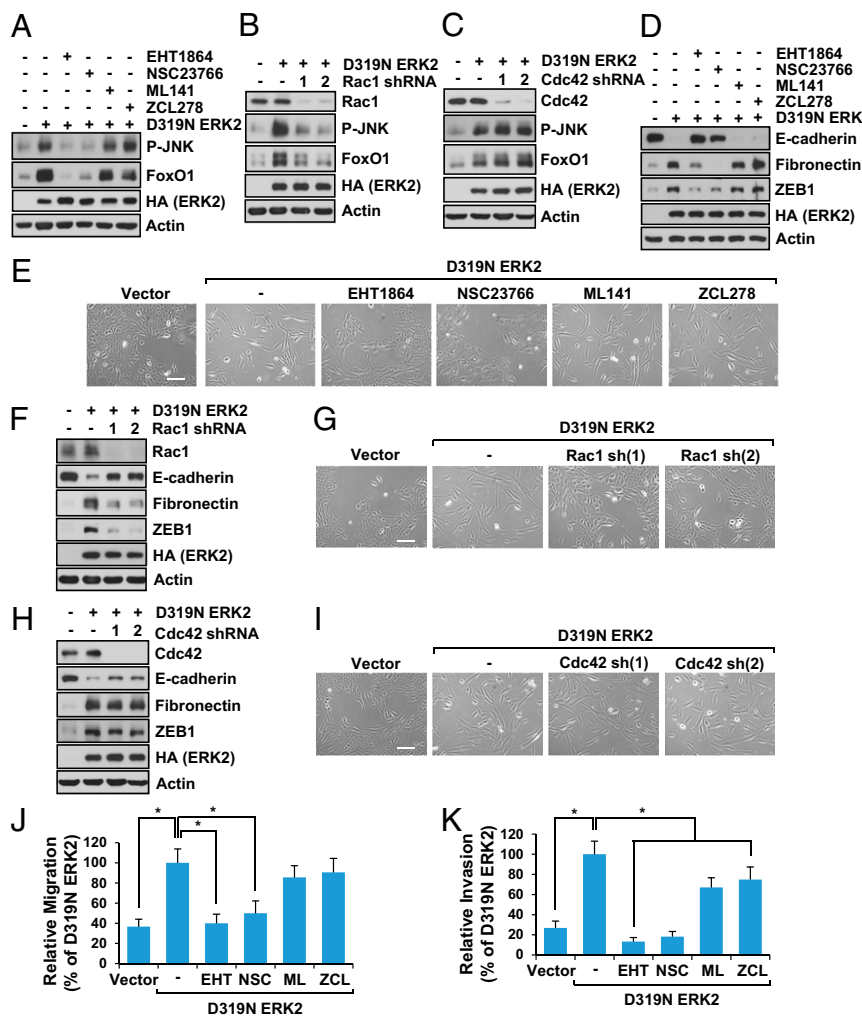 A
EHT1864
NSC23766
ML141
ZCL278
- - + - - -
- - - + - -
- - - - + -
- - - - - +
- + + + + + D319N ERK2
P-JNK
FoxO1
HA (ERK2)
Actin
B
- + + + D319N ERK2
- - 1 2 Rac1 shRNA
Rac1
P-JNK
FoxO1
HA (ERK2)
Actin
C
- + + + D319N ERK2
- - 1 2 Cdc42 shRNA
Cdc42
P-JNK
FoxO1
HA (ERK2)
Actin
D
- - + - - - EHT1864
- - - + - - NSC23766
- - - - + - ML141
- - - - - + ZCL278
- + + + + + D319N ERK
E-cadherin
Fibronectin
ZEB1
HA (ERK2)
Actin
E
D319N ERK2
Vector - EHT1864 NSC23766 ML141 ZCL278
F
- + + + D319N ERK2
- - 1 2 Rac1 shRNA
Rac1
E-cadherin
Fibronectin
ZEB1
HA (ERK2)
Actin
G
D319N ERK2
Vector - Rac1 sh(1) Rac1 sh(2)
H
- + + + D319N ERK2
- - 1 2 Cdc42 shRNA
Cdc42
E-cadherin
Fibronectin
ZEB1
HA (ERK2)
Actin
I
D319N ERK2
Vector - Cdc42 sh(1) Cdc42 sh(2)
J
Relative Migration
(% of D319N ERK2)
120
100
80
60
40
20
0
* * *
Vector - EHT NSC ML ZCL
D319N ERK2
K
Relative Invasion
(% of D319N ERK2)
120
100
80
60
40
20
0
* *
Vector - EHT NSC ML ZCL
D319N ERK2